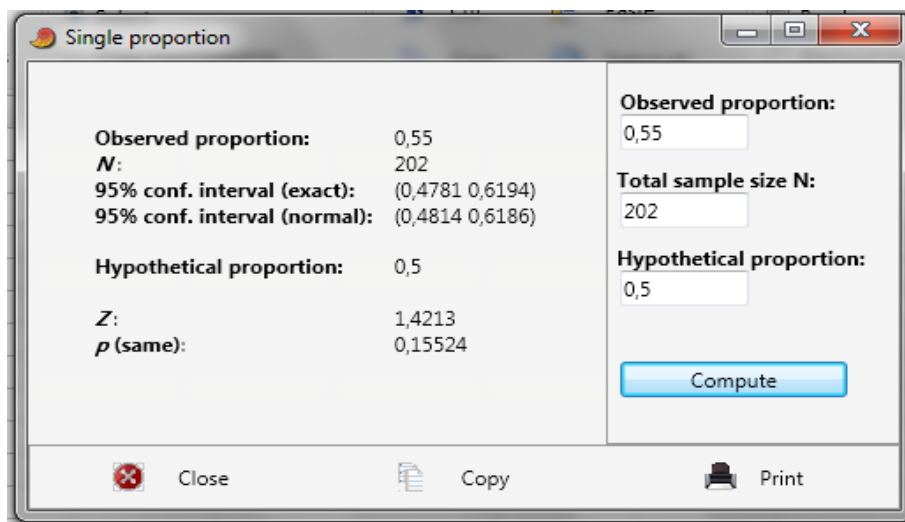 Single proportion
Observed proportion: 0,55
N: 202
95% conf. interval (exact): (0,4781 0,6194)
95% conf. interval (normal): (0,4814 0,6186)
Hypothetical proportion: 0,5
Z: 1,4213
p (same): 0,15524
Observed proportion:
0,55
Total sample size N:
202
Hypothetical proportion:
0,5
Compute
Close Copy Print